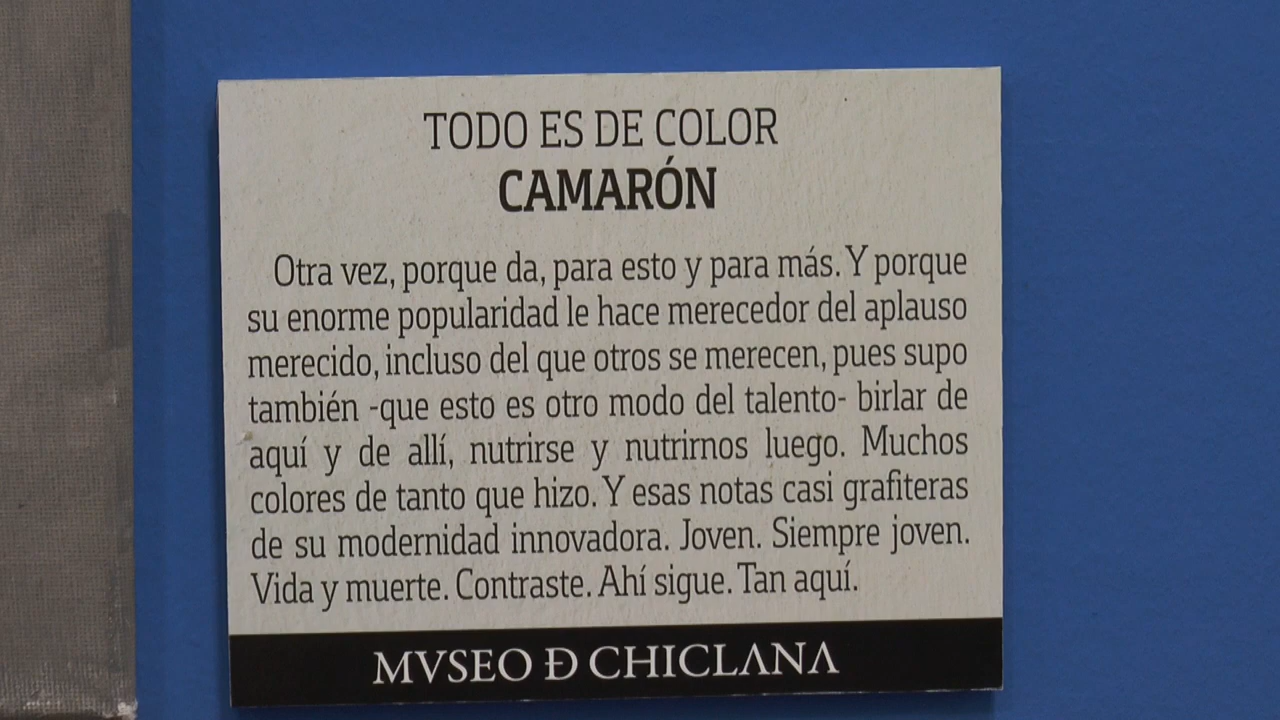 TODO ES DE COLOR
CAMARÓN
Otra vez, porque da, para esto y para más. Y porque
su enorme popularidad le hace merecedor del aplauso
merecido, incluso del que otros se merecen, pues supo
también -que esto es otro modo del talento- birlar de
aquí y de allí, nutrirse y nutrirnos luego. Muchos
colores de tanto que hizo. Y esas notas casi grafiteras
de su modernidad innovadora. Joven. Siempre joven.
Vida y muerte. Contraste. Ahí sigue. Tan aquí.
MVSEO Đ CHICLANA